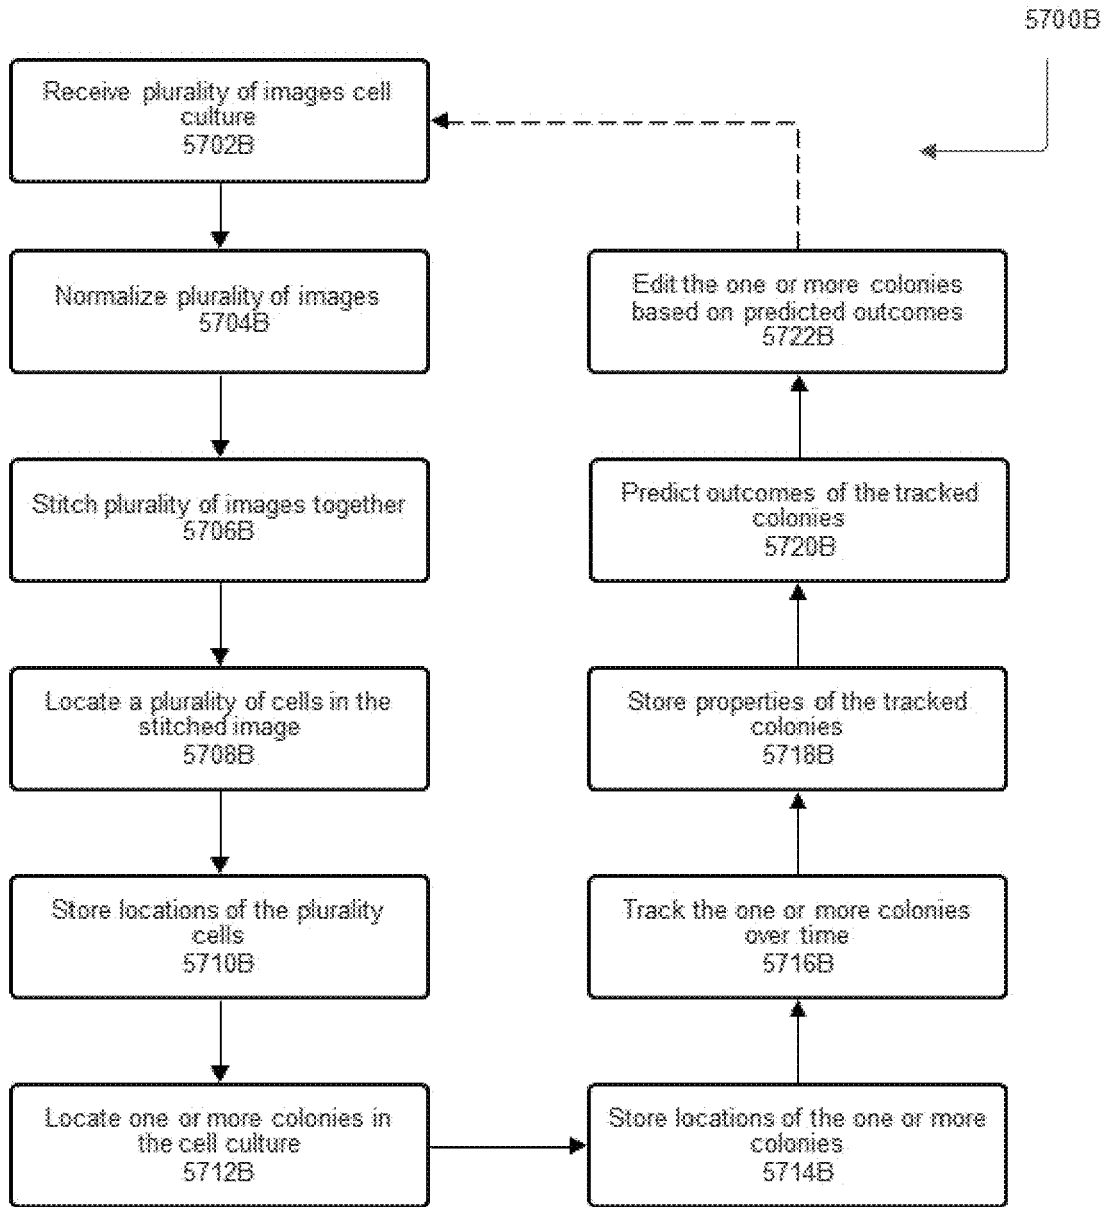 5700B
Receive plurality of images cell
culture
5702B
Normalize plurality of images
5704B
Stitch plurality of images together
5706B
Locate a plurality of cells in the
stitched image
5708B
Store locations of the plurality
cells
5710B
Locate one or more colonies in
the cell culture
5712B
Store locations of the one or more
colonies
5714B
Track the one or more colonies
over time
5716B
Store properties of the tracked
colonies
5718B
Predict outcomes of the tracked
colonies
5720B
Edit the one or more colonies
based on predicted outcomes
5722B